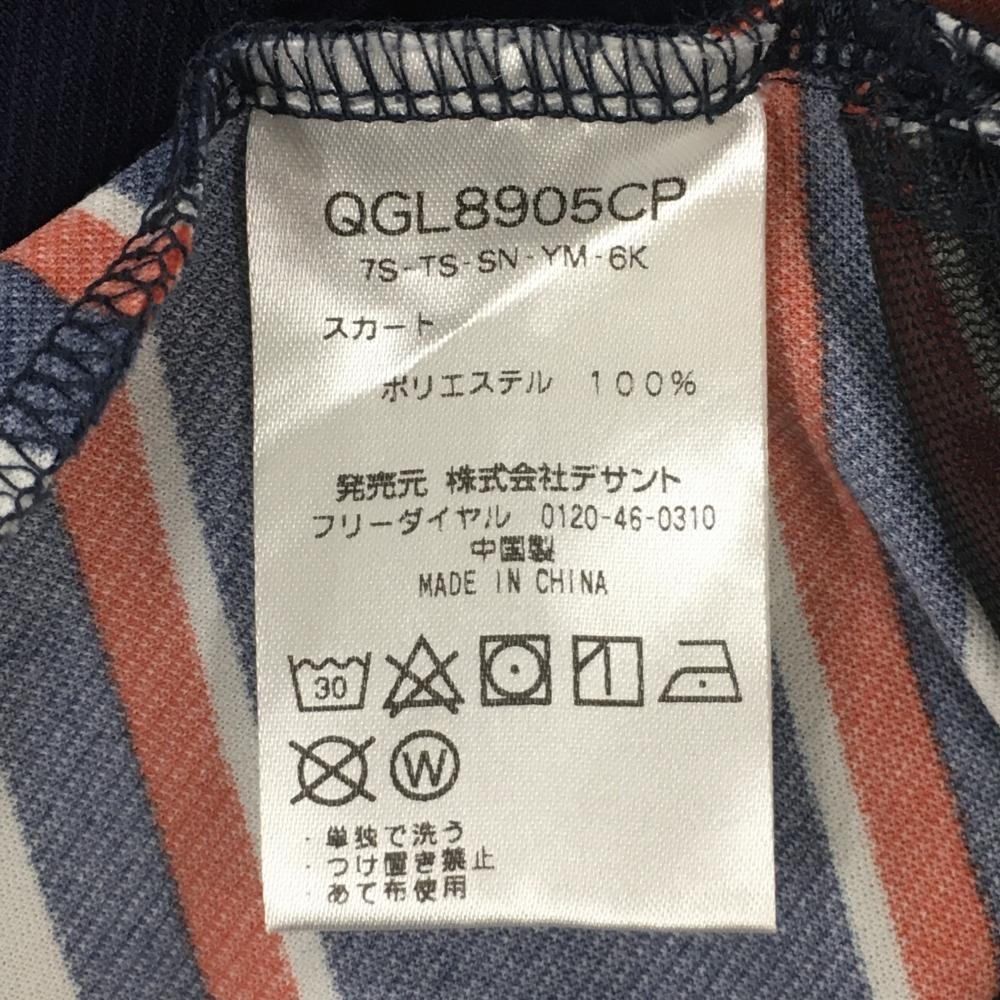 QGL8905CP
7S-TS-SN-YM-6K
スカート
ポリエステル 100%
発売元 株式会社デサント
フリーダイヤル 0120-46-0310
中国製
MADE IN CHINA
30
W
・単独で洗う
・つけ置き禁止
・あて布使用